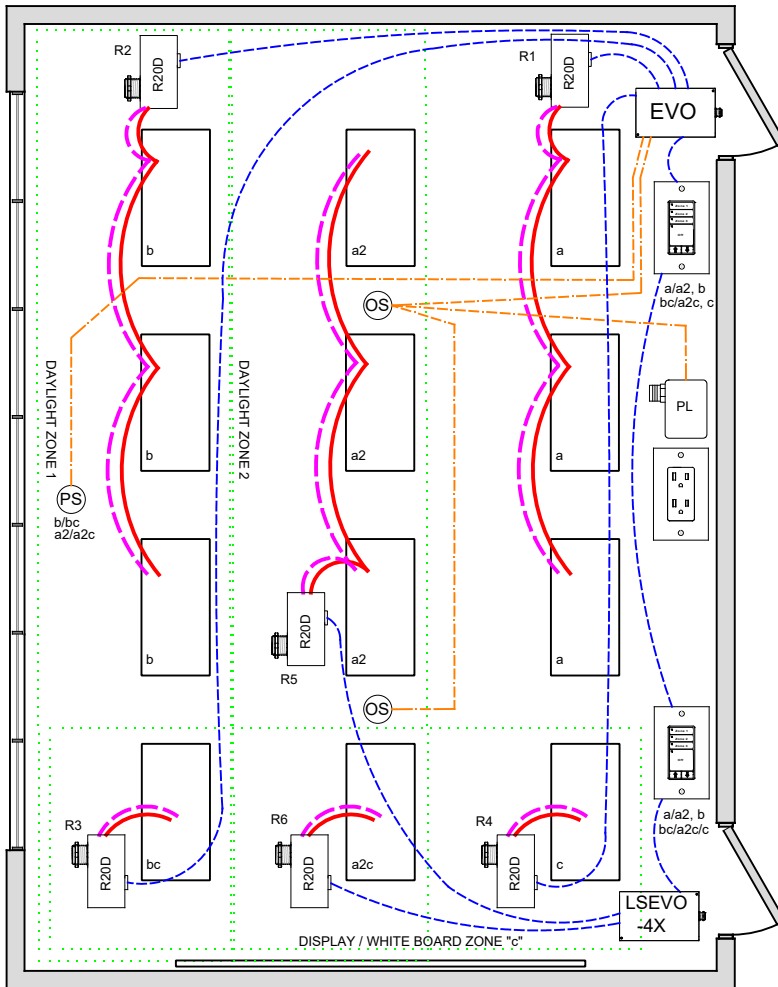 R2
R20D
R1
R20D
EVO
b
a2
a
a/a2, b
bc/a2c, c
OS
DAYLIGHT ZONE 1
DAYLIGHT ZONE 2
PL
b
a2
a
PS
b/bc
a2/a2c
R20D
R5
b
a2
a
OS
R3
R20D
bc
R6
R20D
a2c
R4
R20D
c
a/a2, b
bc/a2c/c
LSEVO
-4X
DISPLAY / WHITE BOARD ZONE "c"